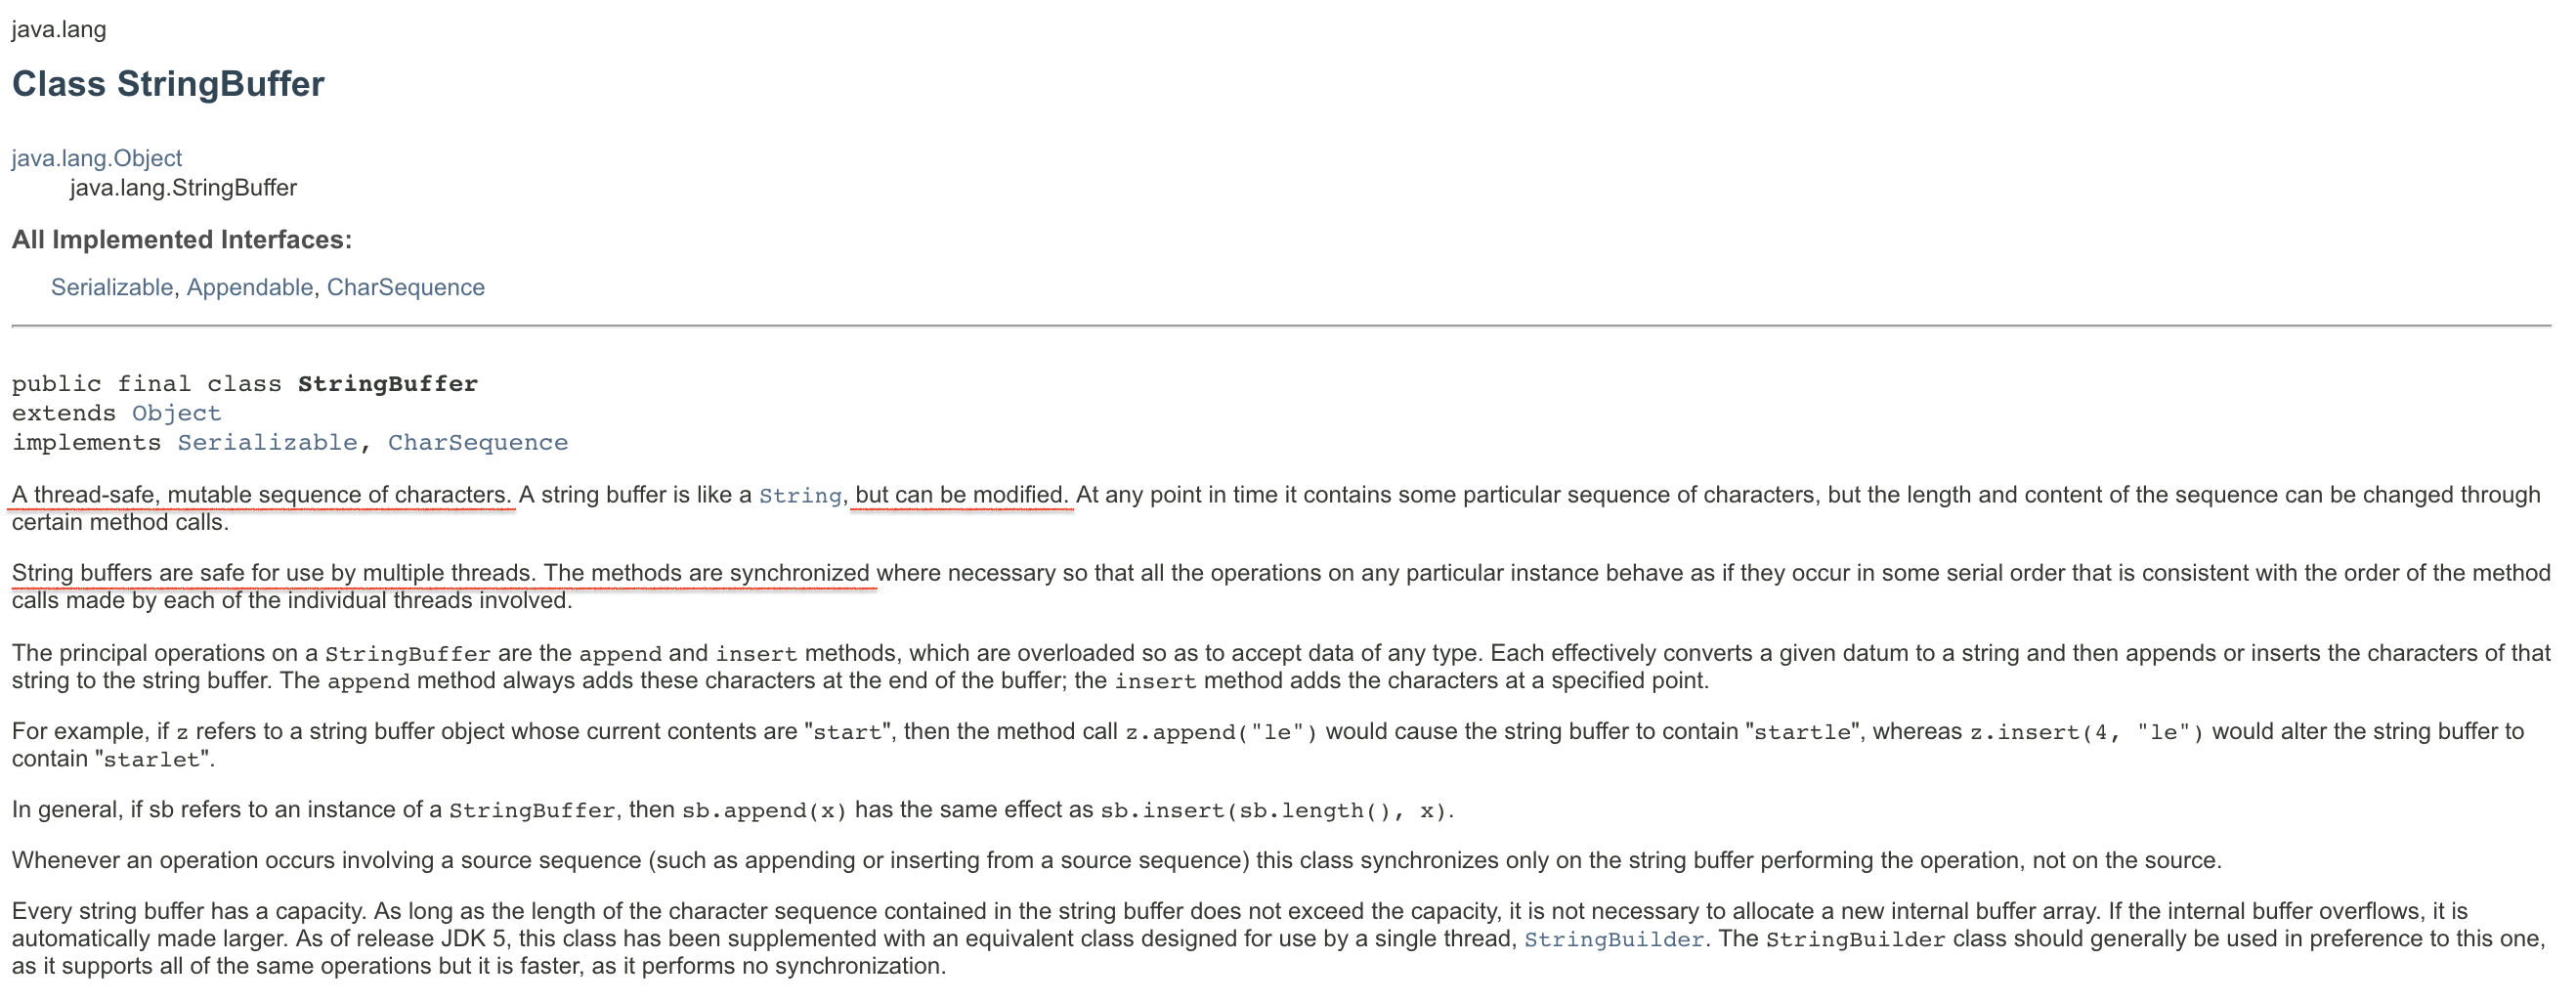 java.lang
Class StringBuffer
java.lang.Object
java.lang.StringBuffer
All Implemented Interfaces:
Serializable, Appendable, CharSequence
public final class StringBuffer
extends Object
implements Serializable, CharSequence
A thread-safe, mutable sequence of characters. A string buffer is like a String, but can be modified. At any point in time it contains some particular sequence of characters, but the length and content of the sequence can be changed through
certain method calls.
String buffers are safe for use by multiple threads. The methods are synchronized where necessary so that all the operations on any particular instance behave as if they occur in some serial order that is consistent with the order of the method
calls made by each of the individual threads involved.
The principal operations on a StringBuffer are the append and insert methods, which are overloaded so as to accept data of any type. Each effectively converts a given datum to a string and then appends or inserts the characters of that
string to the string buffer. The append method always adds these characters at the end of the buffer; the insert method adds the characters at a specified point.
For example, if z refers to a string buffer object whose current contents are "start", then the method call z.append("le") would cause the string buffer to contain "startle", whereas z.insert(4, "le") would alter the string buffer to
contain "starlet".
In general, if sb refers to an instance of a StringBuffer, then sb.append(x) has the same effect as sb.insert(sb.length(), x).
Whenever an operation occurs involving a source sequence (such as appending or inserting from a source sequence) this class synchronizes only on the string buffer performing the operation, not on the source.
Every string buffer has a capacity. As long as the length of the character sequence contained in the string buffer does not exceed the capacity, it is not necessary to allocate a new internal buffer array. If the internal buffer overflows, it is
automatically made larger. As of release JDK 5, this class has been supplemented with an equivalent class designed for use by a single thread, StringBuilder. The StringBuilder class should generally be used in preference to this one,
as it supports all of the same operations but it is faster, as it performs no synchronization.